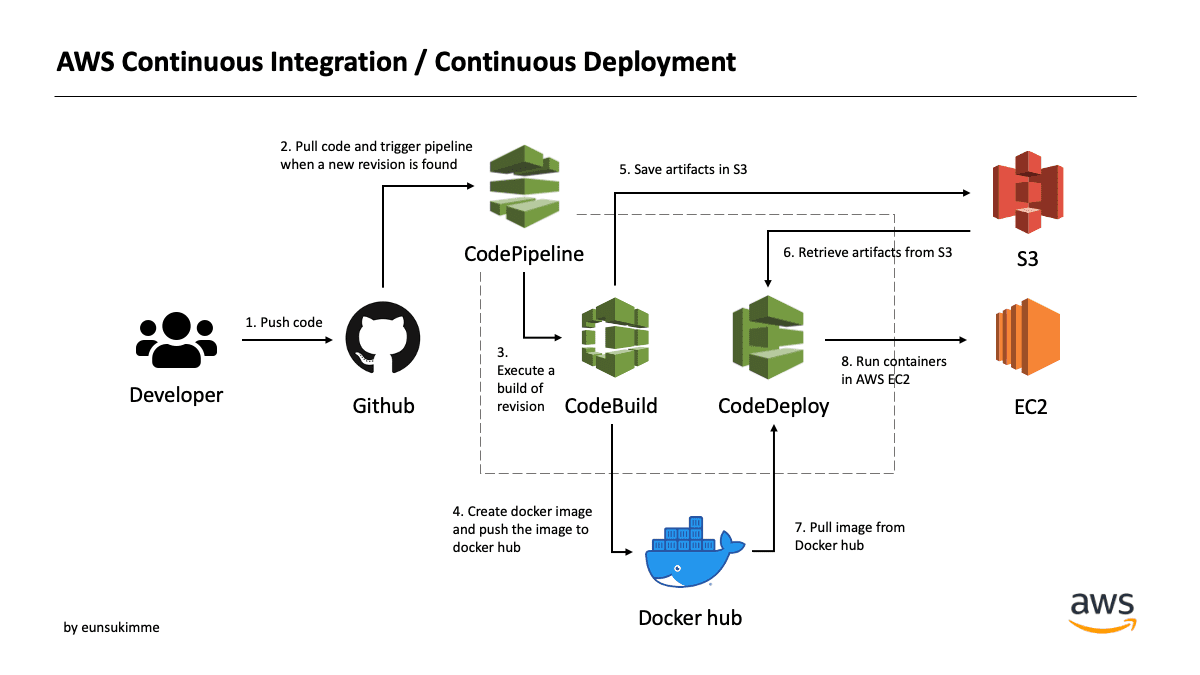 AWS Continuous Integration / Continuous Deployment
2. Pull code and trigger pipeline
when a new revision is found
5. Save artifacts in S3
CodePipeline
6. Retrieve artifacts from S3
S3
1. Push code
3.
Execute a
build of
revision
8. Run containers
in AWS EC2
Developer
Github
CodeBuild
CodeDeploy
EC2
4. Create docker image
and push the image to
docker hub
7. Pull image from
Docker hub
Docker hub
aws
by eunsukimme